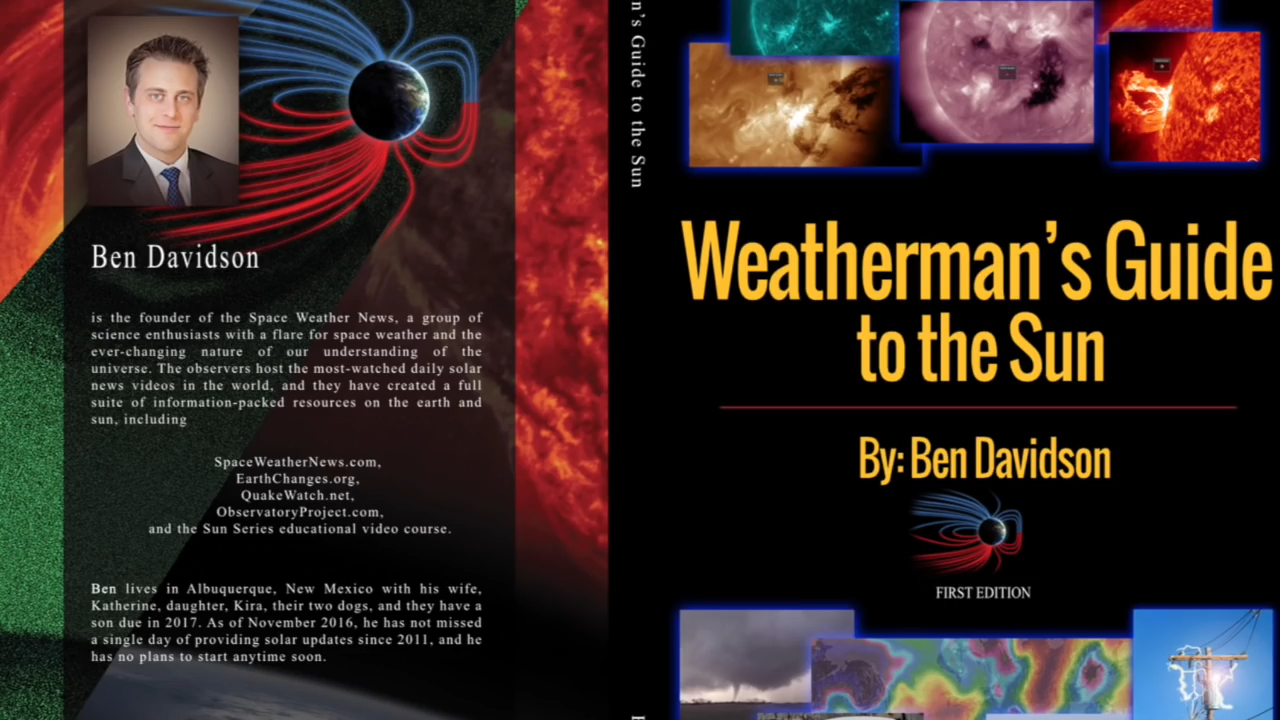 Ben Davidson
is the founder of the Space Weather News, a group of
science enthusiasts with a flare for space weather and the
ever-changing nature of our understanding of the
universe. The observers host the most-watched daily solar
news videos in the world, and they have created a full
suite of information-packed resources on the earth and
sun, including
SpaceWeatherNews.com,
EarthChanges.org,
QuakeWatch.net,
ObservatoryProject.com,
and the Sun Series educational video course.
Ben lives in Albuquerque, New Mexico with his wife,
Katherine, daughter, Kira, their two dogs, and they have a
son due in 2017. As of November 2016, he has not missed
a single day of providing solar updates since 2011, and he
has no plans to start anytime soon.
n's Guide to the Sun
Weatherman's Guide
to the Sun
By: Ben Davidson
FIRST EDITION